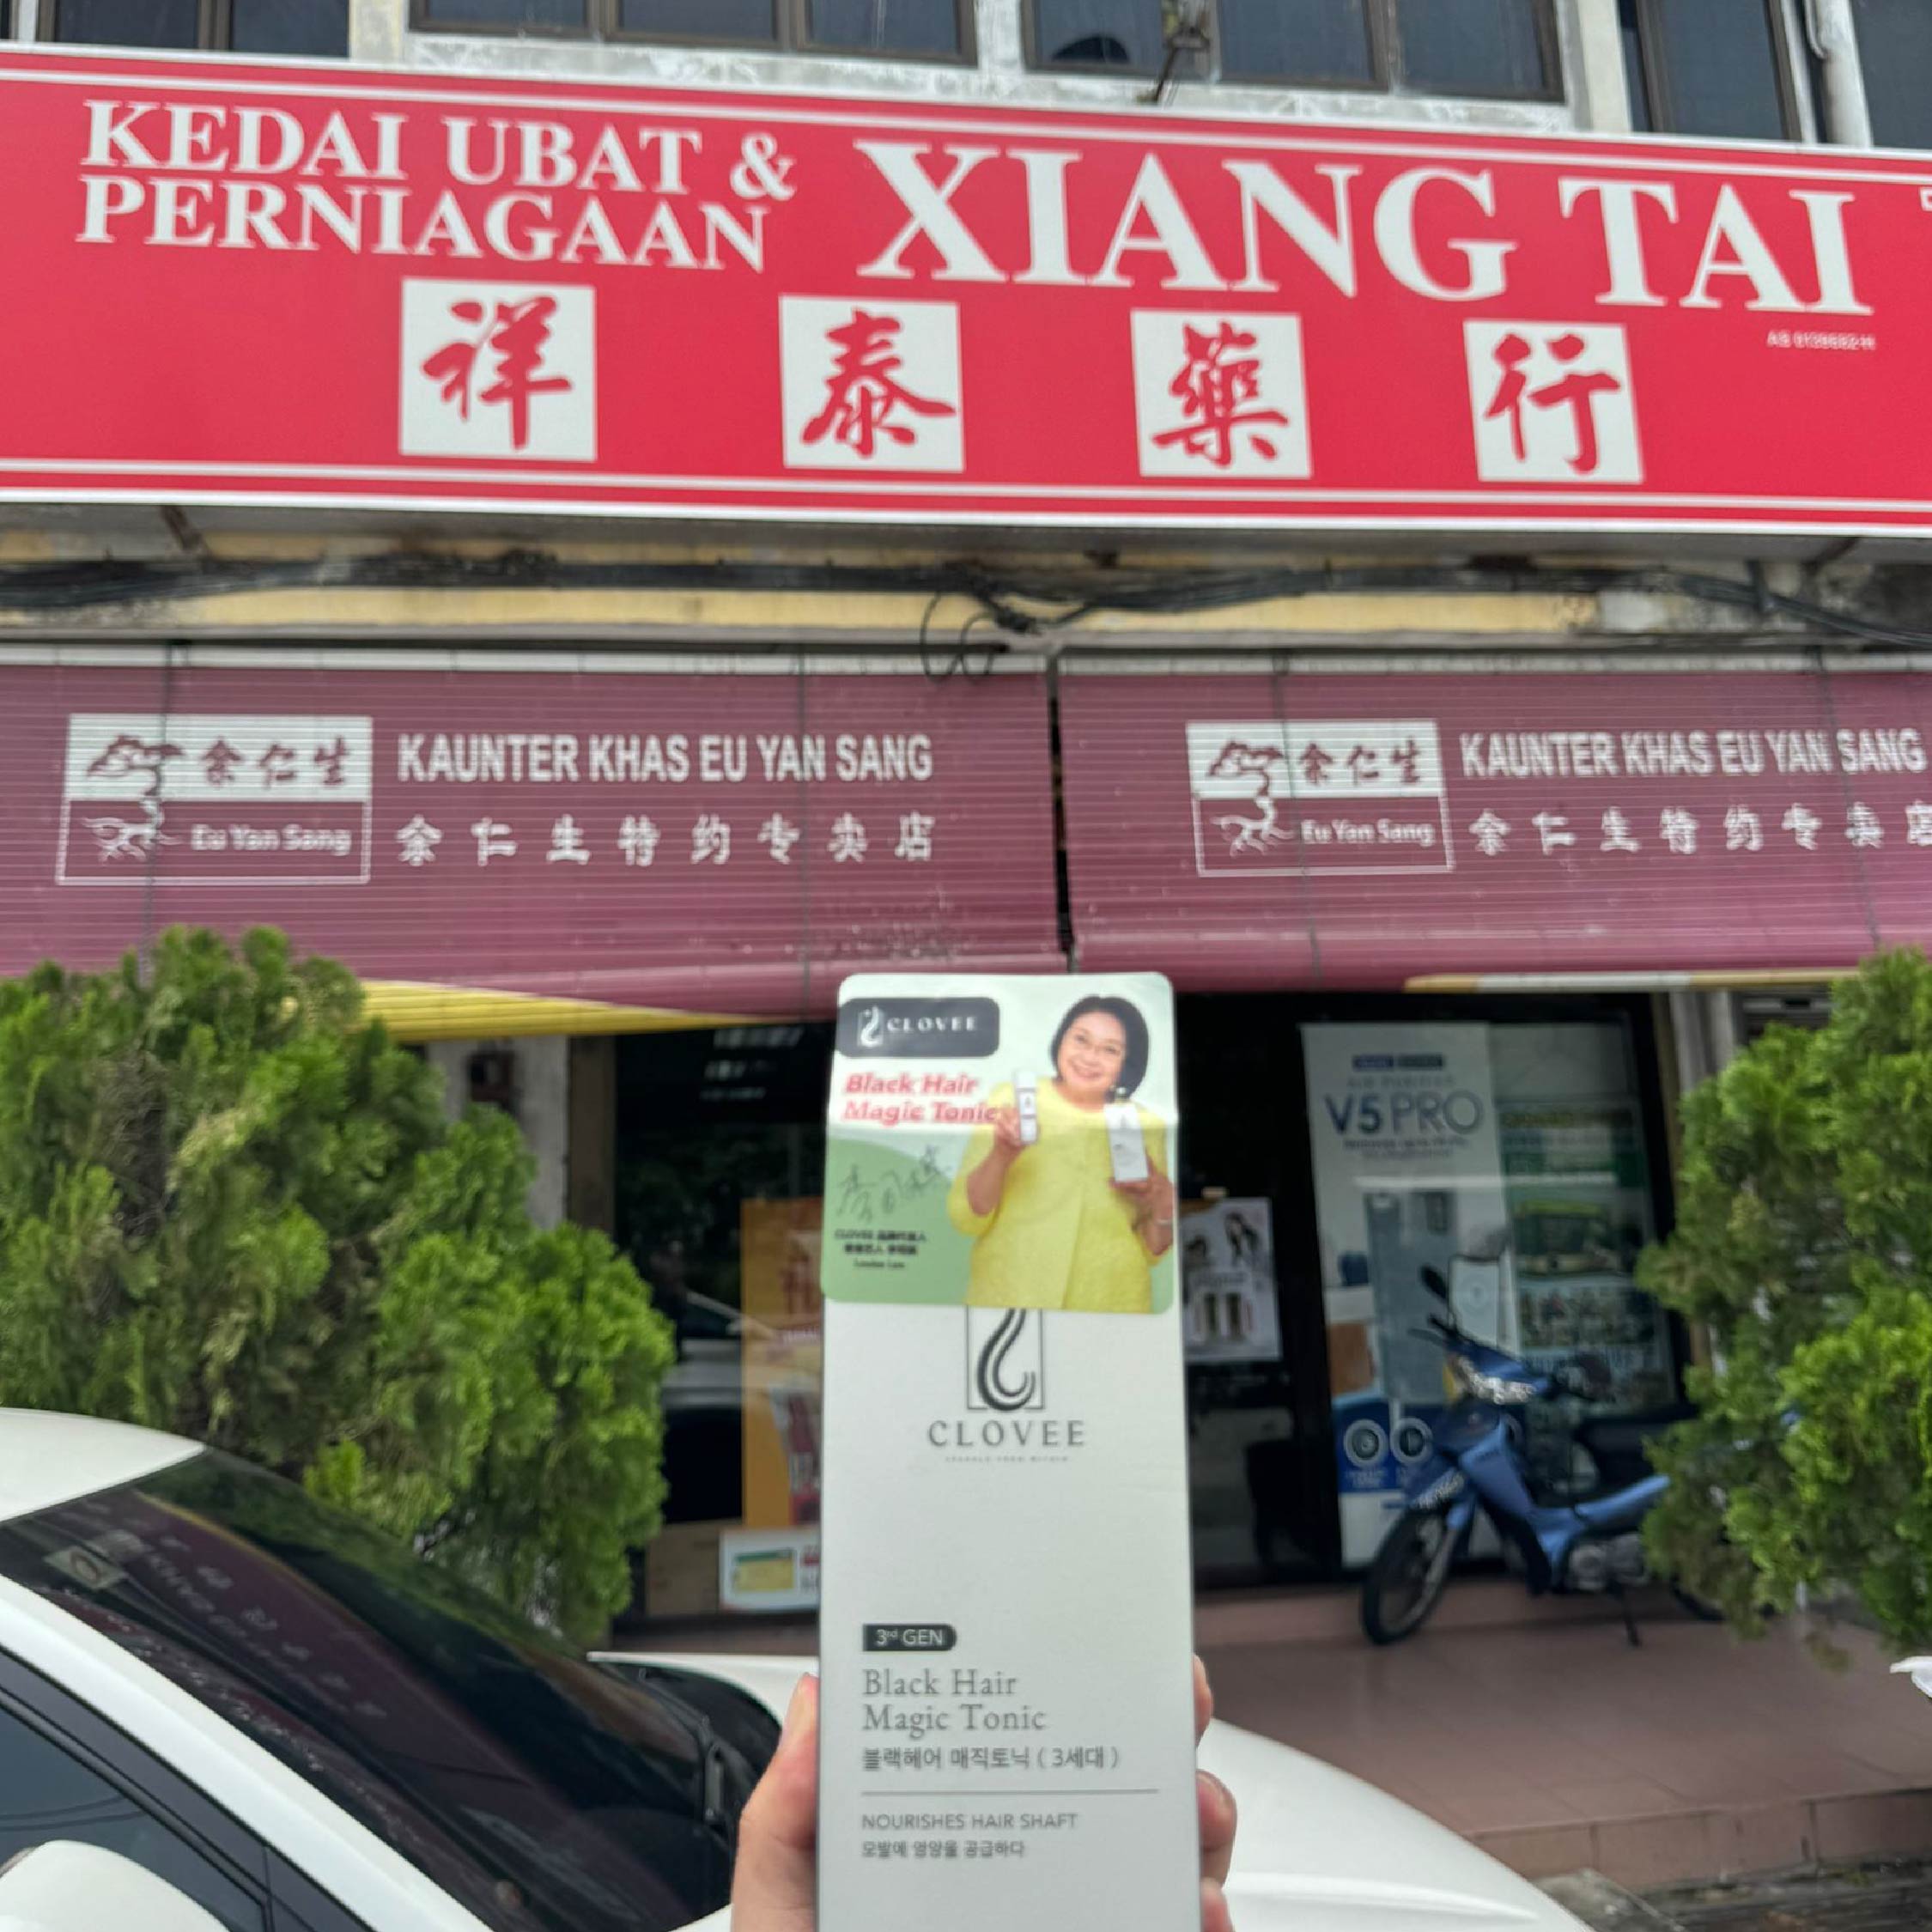 KEDAI UBAT &
PERNIAGAAN
XIANG TAI
祥泰藥行
余仁生
Eu Yan Sang
KAUNTER KHAS EU YAN SANG
余仁生特约专卖店
余仁生
Eu Yan Sang
KAUNTER KHAS EU YAN SANG
余仁生特约专卖店
CLOVEE
Black Hair
Magic Tonic
V5 PRO
CLOVEE
3rd GEN
Black Hair
Magic Tonic
블랙헤어 매직토닉 ( 3세대 )
NOURISHES HAIR SHAFT
모발에 영양을 공급하다